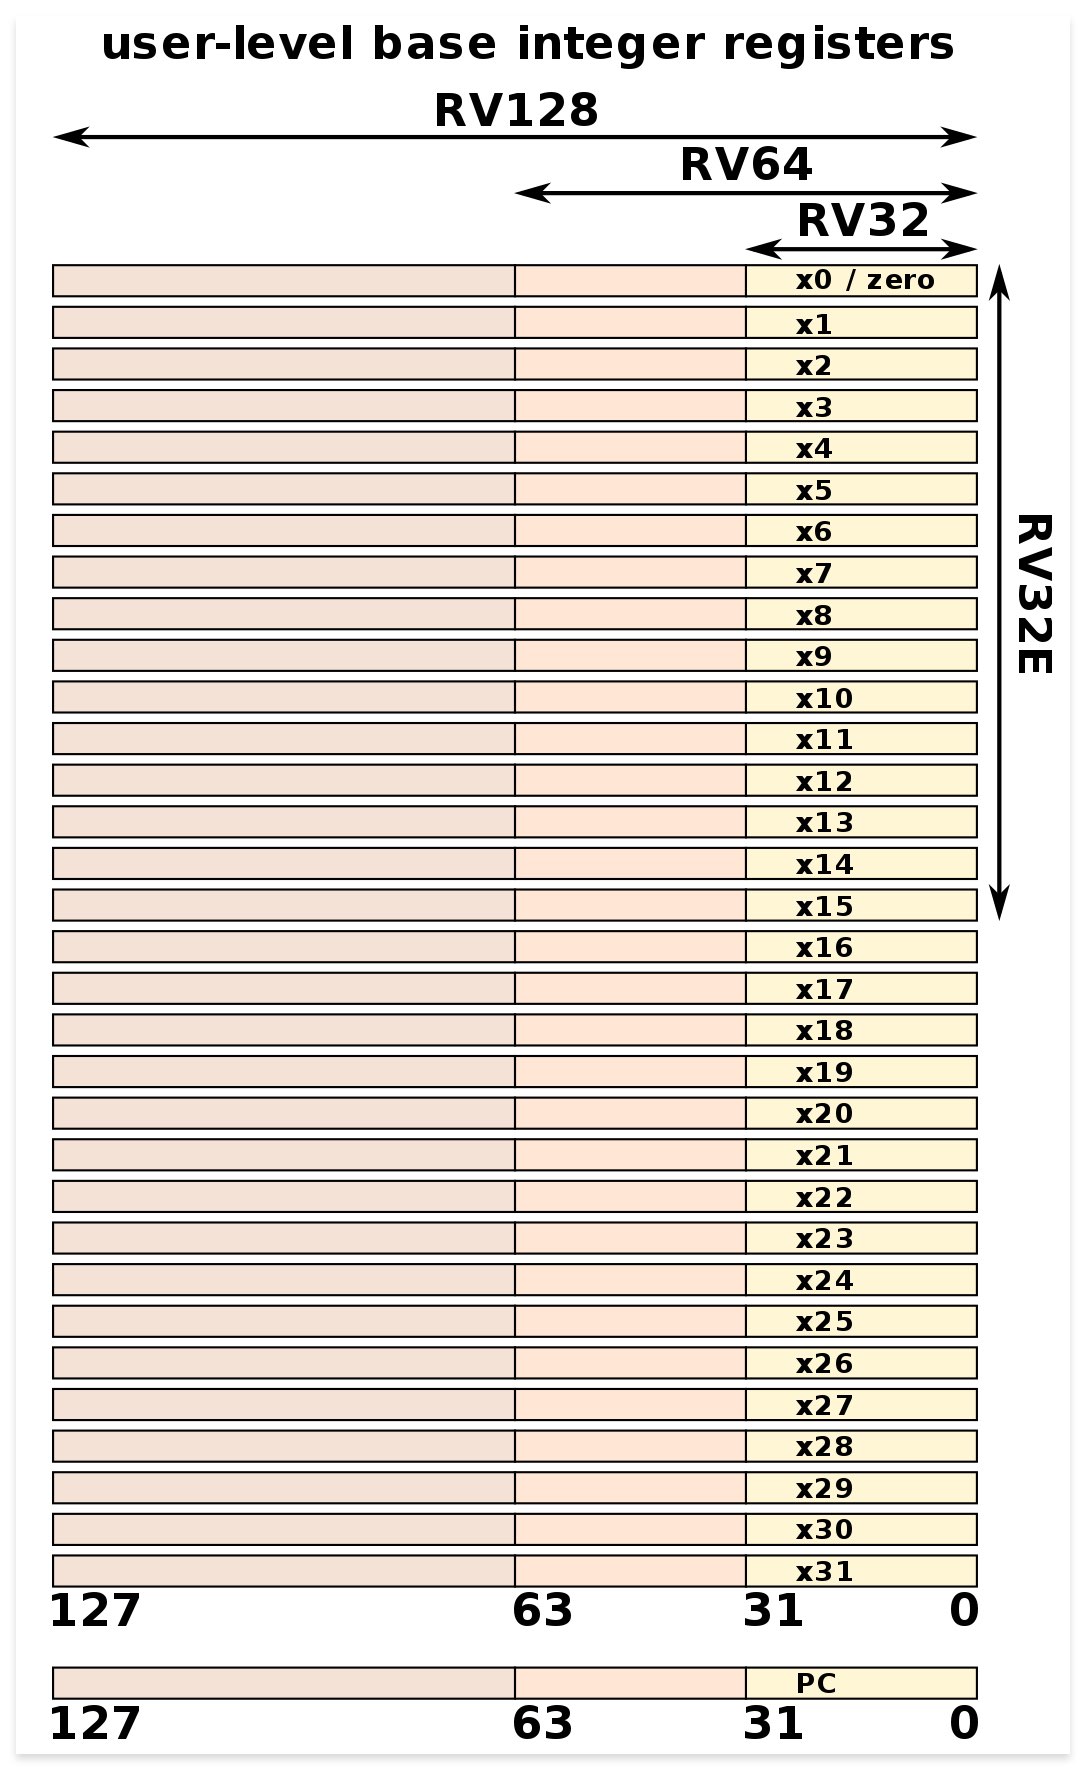 user-level base integer registers
RV128
RV64
RV32
x0 / zero
x1
x2
x3
x4
x5
x6
x7
x8
x9
x10
x11
x12
x13
x14
x15
x16
x17
x18
x19
x20
x21
x22
x23
x24
x25
x26
x27
x28
x29
x30
x31
RV32E
127 63 31 0
PC
127 63 31 0